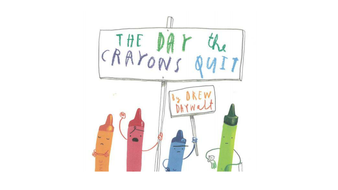 THE DAY the
CRAYONS QUIT
by DREW
DAYWALT